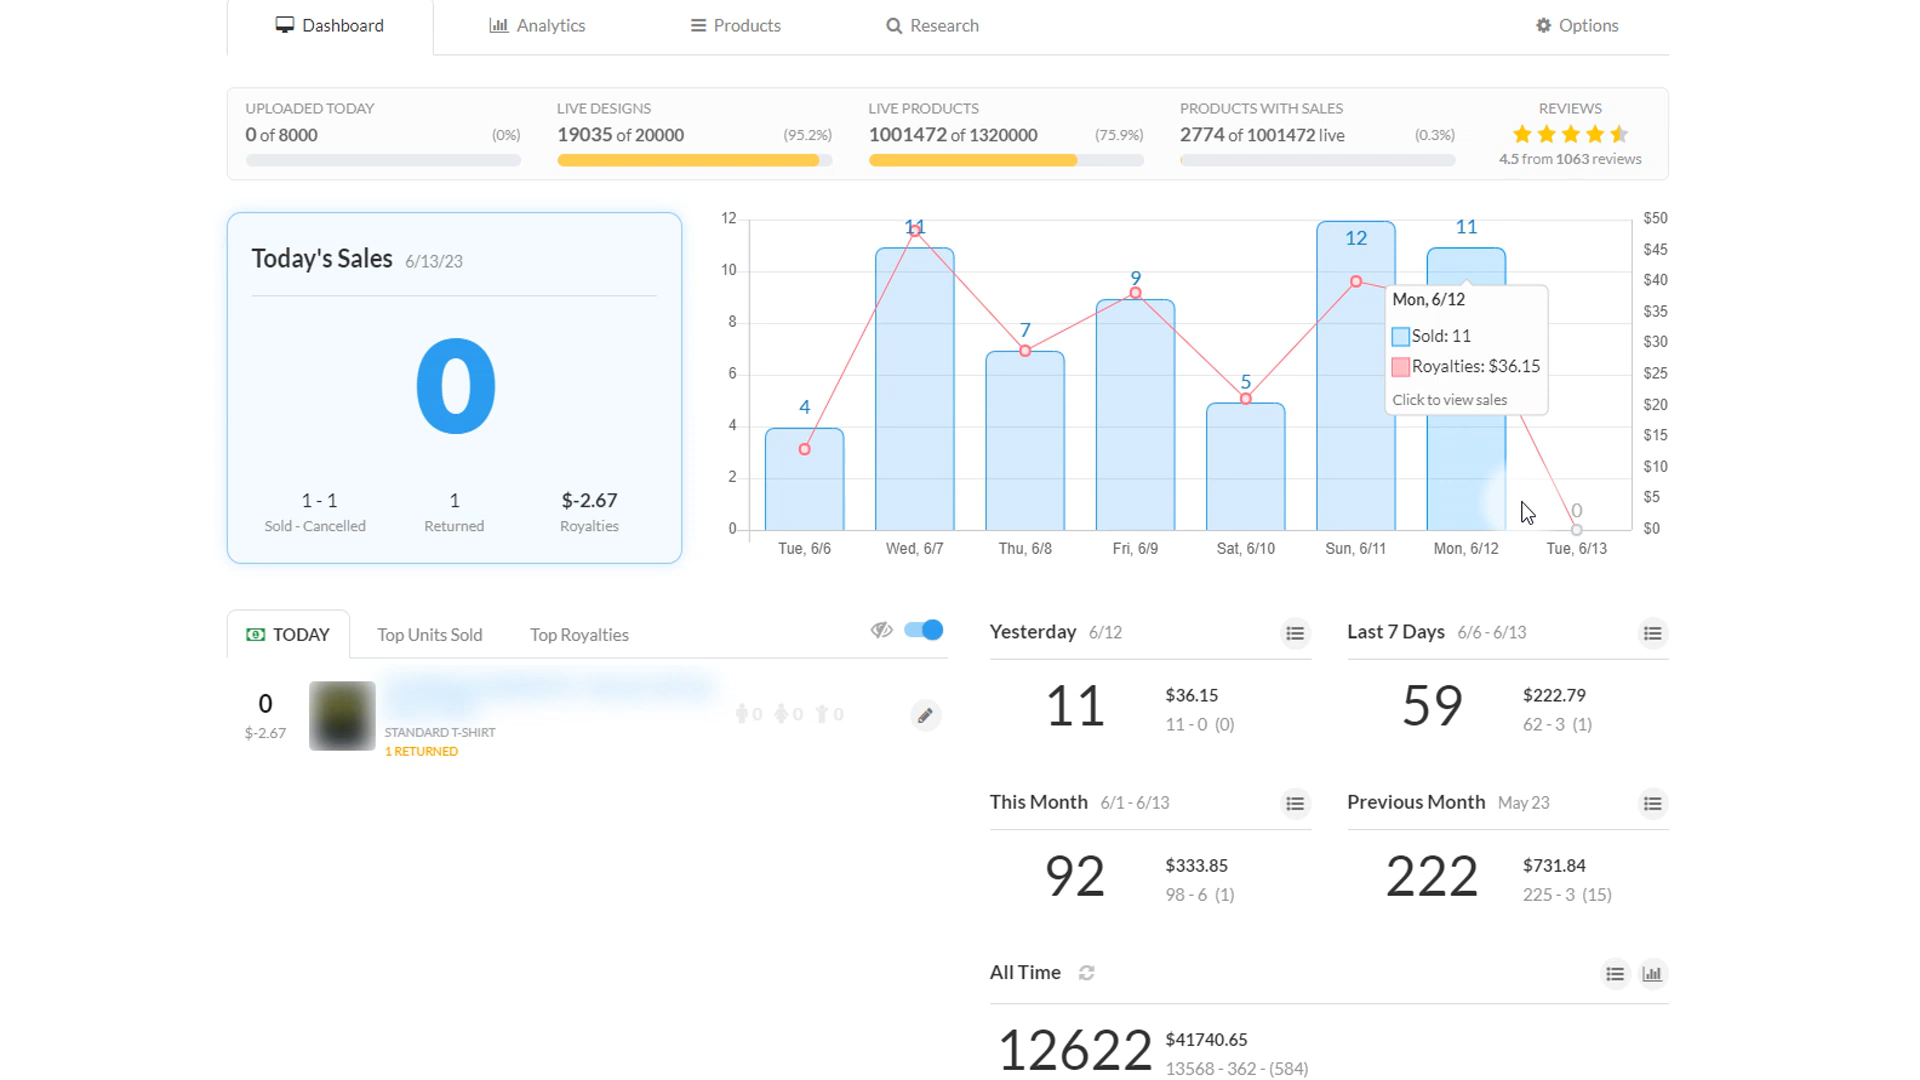 Dashboard
Analytics
Products
Research
Options
UPLOADED TODAY
0 of 8000 (0%)
LIVE DESIGNS
19035 of 20000 (95.2%)
LIVE PRODUCTS
1001472 of 1320000 (75.9%)
PRODUCTS WITH SALES
2774 of 1001472 live (0.3%)
REVIEWS
4.5 from 1063 reviews
Today's Sales 6/13/23
0
1 - 1
Sold - Cancelled
1
Returned
$-2.67
Royalties
12
10
8
6
4
2
0
4
11
7
9
5
12
11
0
Mon, 6/12
Sold: 11
Royalties: $36.15
Click to view sales
$50
$45
$40
$35
$30
$25
$20
$15
$10
$5
$0
Tue, 6/6
Wed, 6/7
Thu, 6/8
Fri, 6/9
Sat, 6/10
Sun, 6/11
Mon, 6/12
Tue, 6/13
TODAY
Top Units Sold
Top Royalties
0
$-2.67
STANDARD T-SHIRT
1 RETURNED
0 0 0
Yesterday 6/12
11
$36.15
11 - 0 (0)
Last 7 Days 6/6 - 6/13
59
$222.79
62 - 3 (1)
This Month 6/1 - 6/13
92
$333.85
98 - 6 (1)
Previous Month May 23
222
$731.84
225 - 3 (15)
All Time
12622
$41740.65
13568 - 362 - (584)